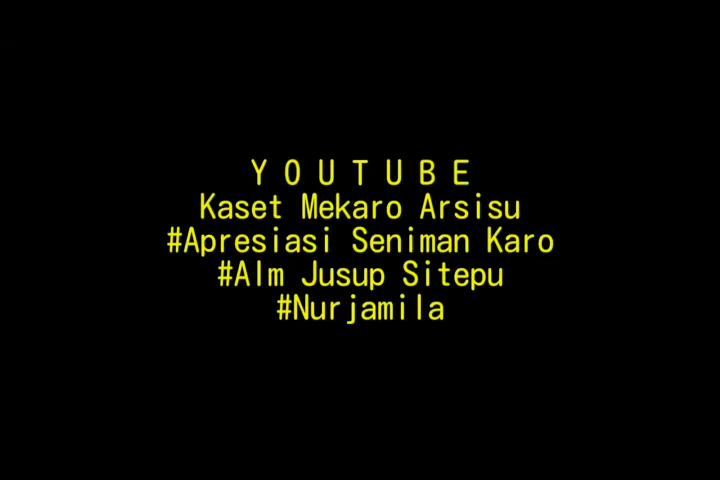 Y O U T U B E
Kaset Mekaro Arsisu
#Apresiasi Seniman Karo
#Alm Jusup Sitepu
#Nurjamila